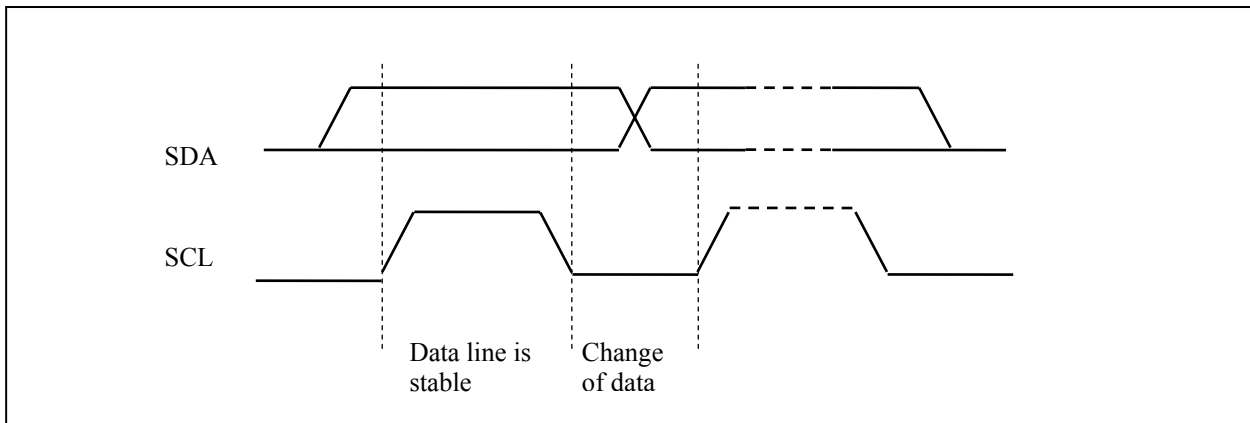 SDA
SCL
Data line is
stable
Change
of data